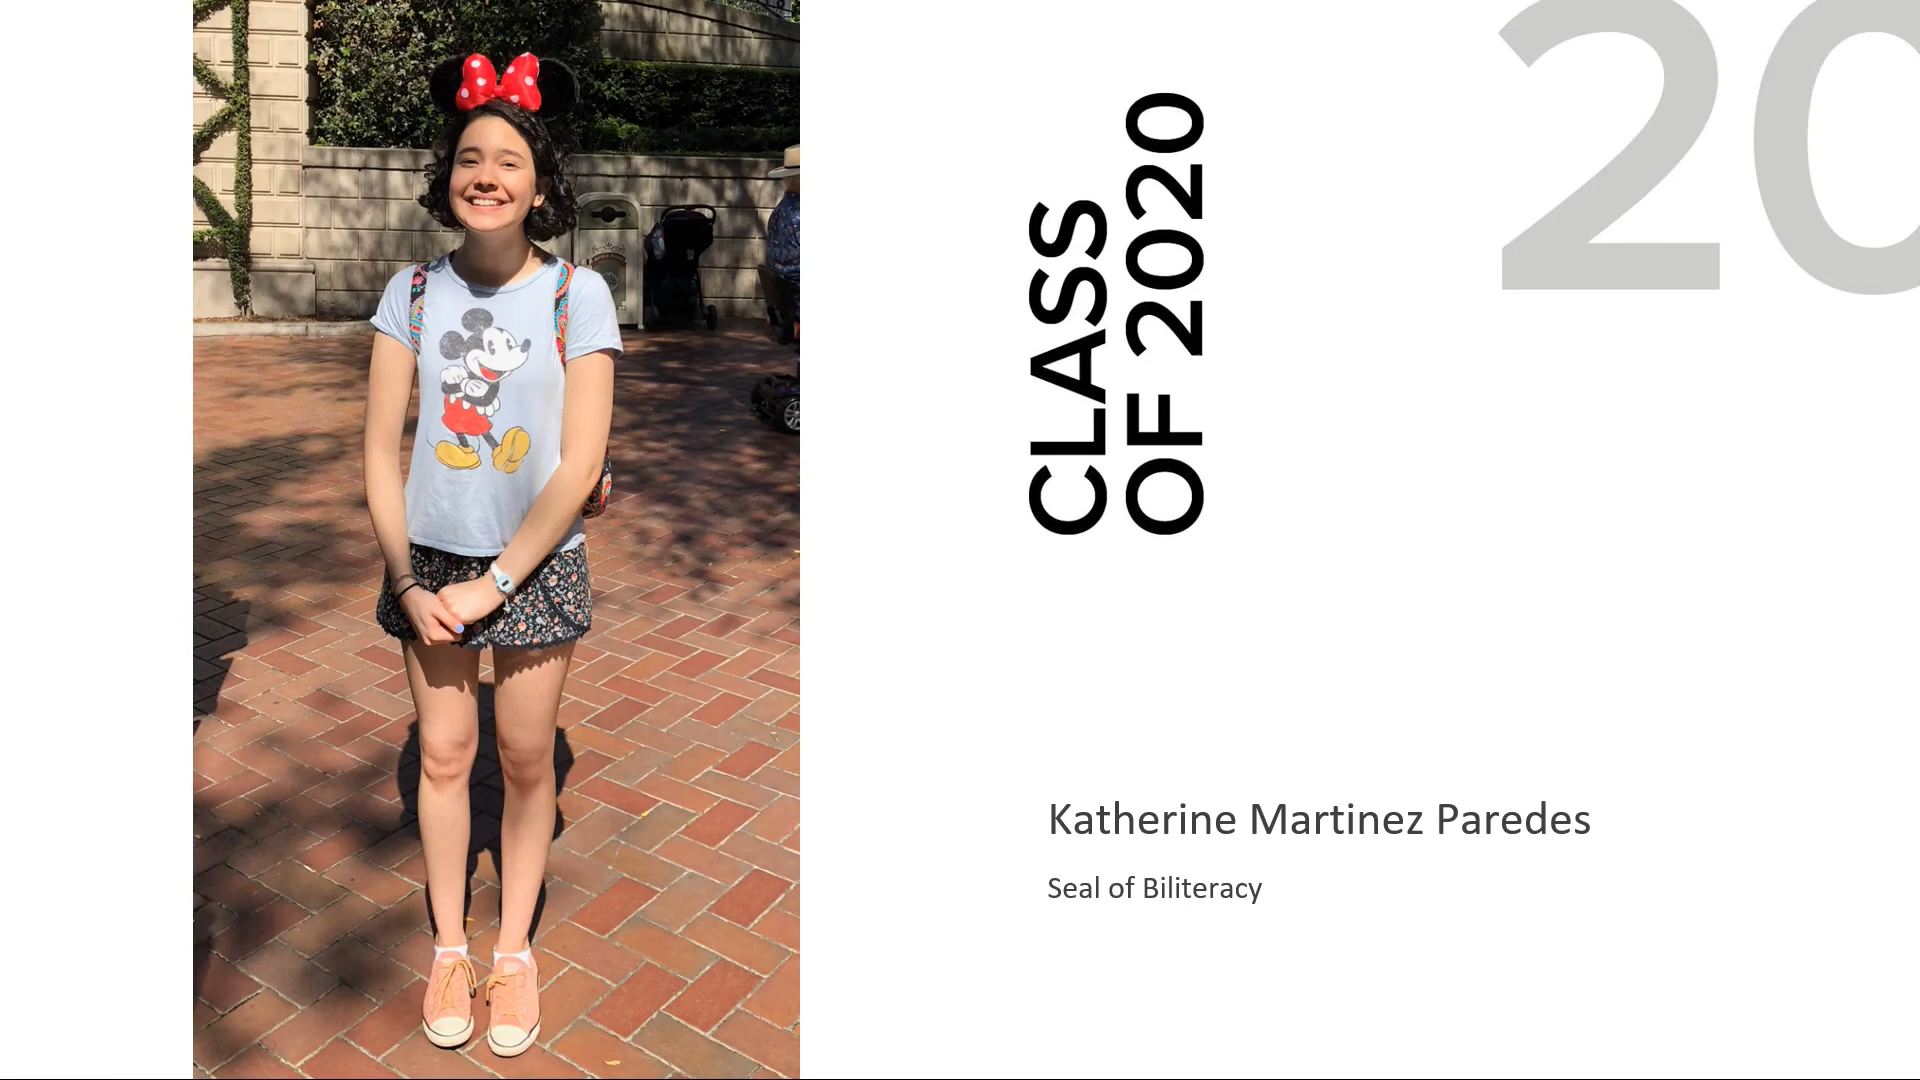 CLASS
OF 2020
20
Katherine Martinez Paredes
Seal of Biliteracy